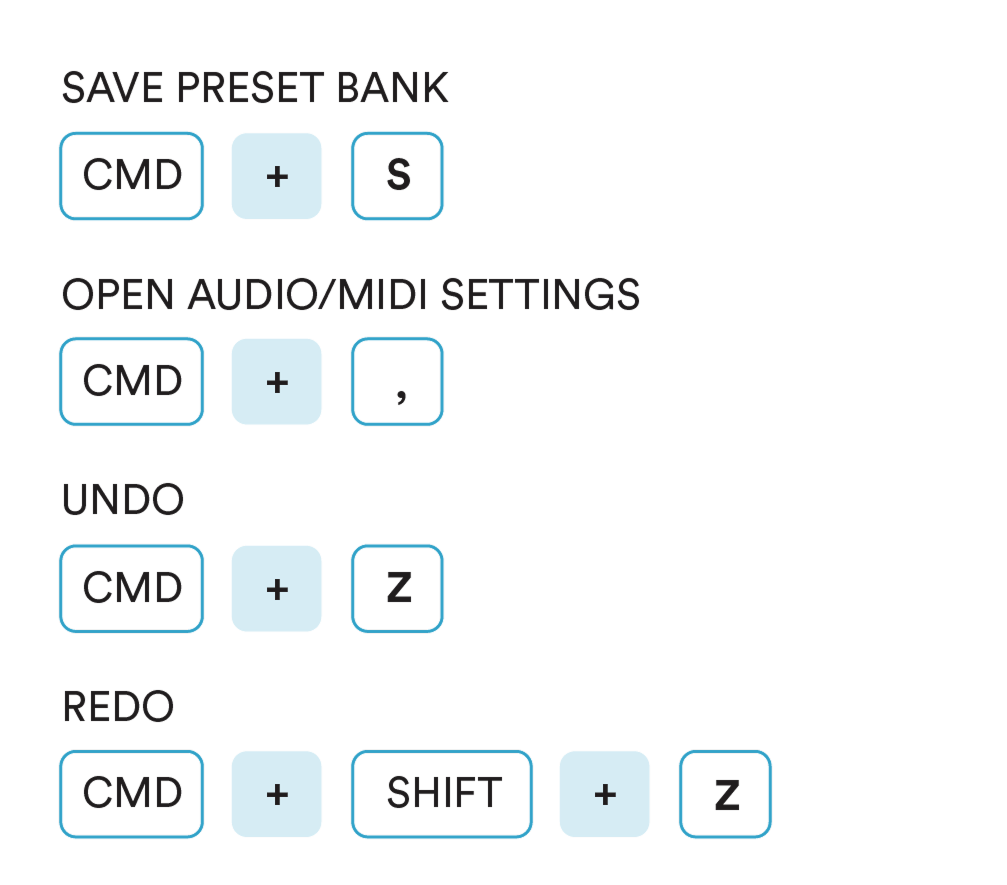 SAVE PRESET BANK
CMD + S
OPEN AUDIO/MIDI SETTINGS
CMD + ,
UNDO
CMD + Z
REDO
CMD + SHIFT + Z